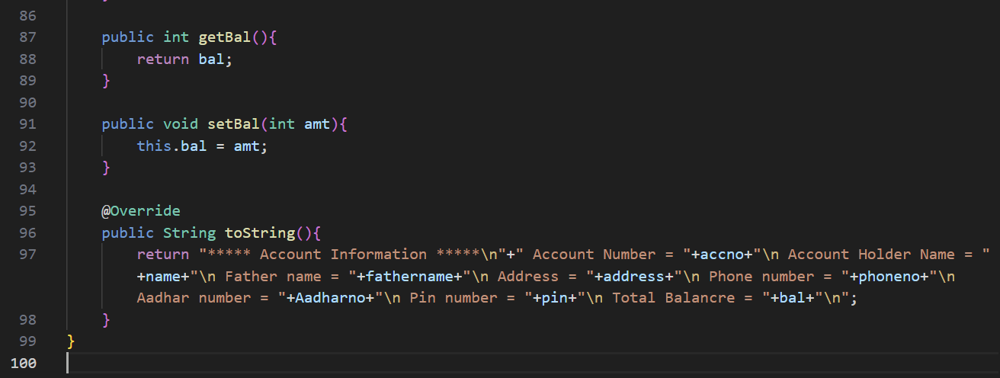 86
87 public int getBal(){
88 return bal;
89 }
90
91 public void setBal(int amt){
92 this.bal = amt;
93 }
94
95 @Override
96 public String toString(){
97 return "***** Account Information *****\n"+" Account Number = "+accno+"\n Account Holder Name = "
+name+"\n Father name = "+fathername+"\n Address = "+address+"\n Phone number = "+phoneno+"\n
Aadhar number = "+Aadharno+"\n Pin number = "+pin+"\n Total Balancre = "+bal+"\n";
98 }
99 }
100